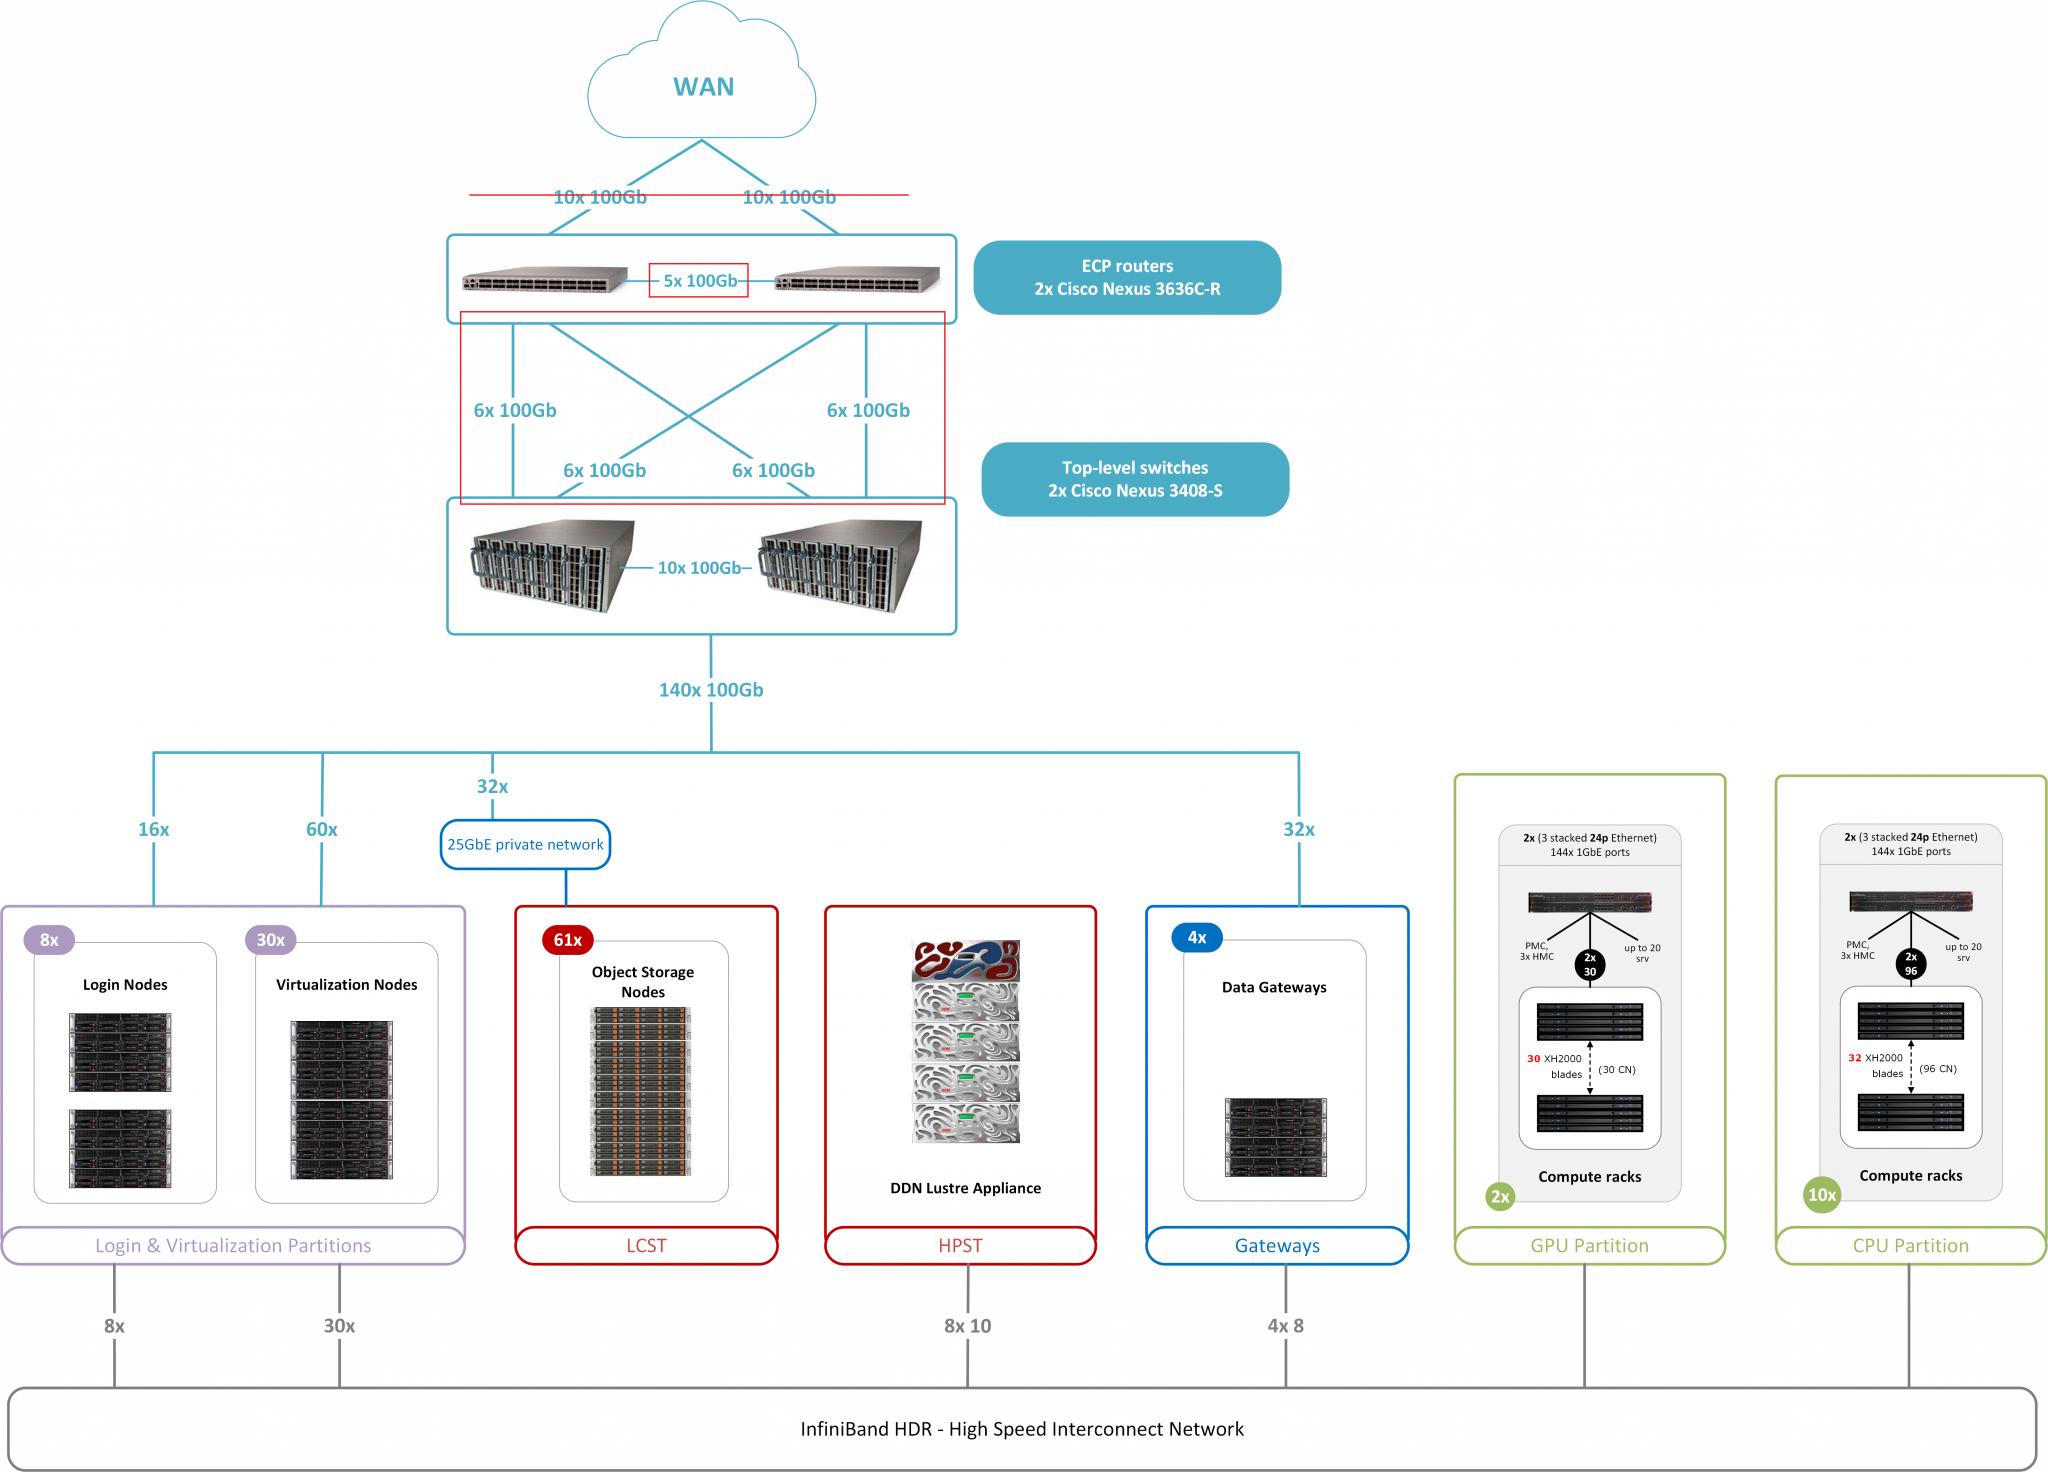 WAN
10x 100Gb
10x 100Gb
5x 100Gb
ECP routers
2x Cisco Nexus 3636C-R
6x 100Gb
6x 100Gb
6x 100Gb
6x 100Gb
Top-level switches
2x Cisco Nexus 3408-S
10x 100Gb
140x 100Gb
16x
60x
32x
25GbE private network
32x
8x
Login Nodes
30x
Virtualization Nodes
Login & Virtualization Partitions
61x
Object Storage
Nodes
LCST
DDN Lustre Appliance
HPST
4x
Data Gateways
Gateways
2x (3 stacked 24p Ethernet)
144x 1GbE ports
PMC,
3x HMC
2x
30
up to 20
srv
30 XH2000
blades
(30 CN)
Compute racks
2x
GPU Partition
2x (3 stacked 24p Ethernet)
144x 1GbE ports
PMC,
3x HMC
2x
96
up to 20
srv
32 XH2000
blades
(96 CN)
Compute racks
10x
CPU Partition
8x
30x
8x 10
4x 8
InfiniBand HDR - High Speed Interconnect Network